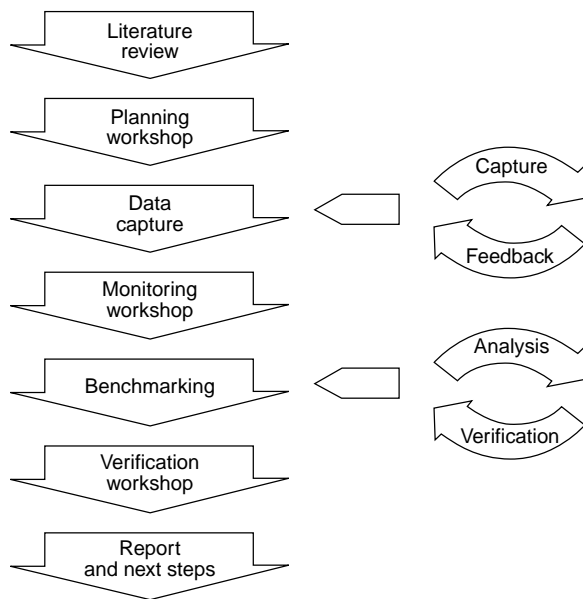 Literature
review
Planning
workshop
Data
capture
Capture
Feedback
Monitoring
workshop
Benchmarking
Analysis
Verification
Verification
workshop
Report
and next steps